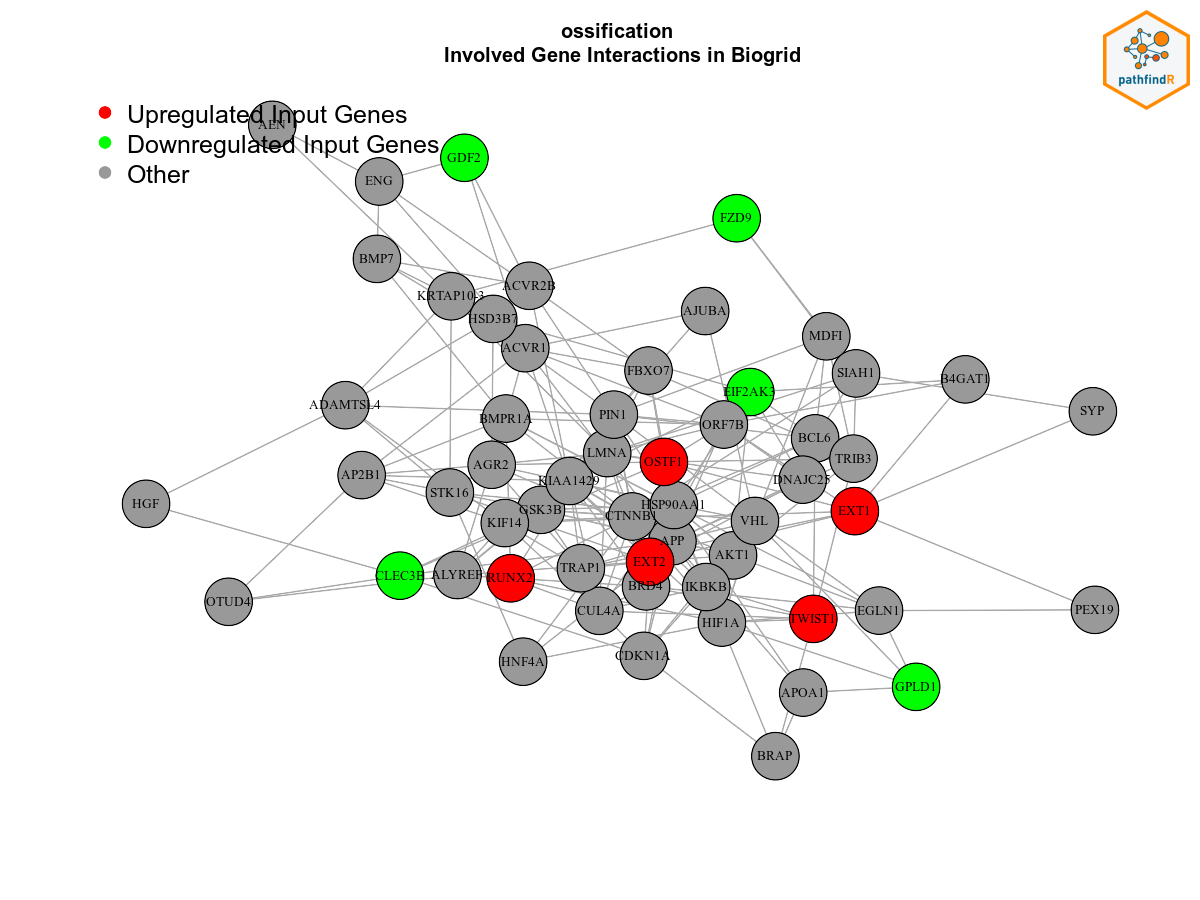 ossification
Involved Gene Interactions in Biogrid
pathfindR
Upregulated Input Genes
Downregulated Input Genes
Other
AEN
GDF2
ENG
FZD9
BMP7
ACVR2B
KRTAP10-3
HSD3B7
AJUBA
MDFI
ACVR1
FBXO7
SIAH1
B4GAT1
EIF2AK3
ADAMTSL4
SYP
PIN1
BMPR1A
ORF7B
BCL6
LMNA
TRIB3
OSTF1
AGR2
AP2B1
KIAA1429
DNAJC25
STK16
HGF
HSP90AA1
GSK3B
CTNNB1
EXT1
VHL
KIF14
APP
AKT1
EXT2
TRAP1
CLEC3B
ALYREF
RUNX2
BRD4
IKBKB
OTUD4
CUL4A
EGLN1
PEX19
TWIST1
HIF1A
CDKN1A
HNF4A
GPLD1
APOA1
BRAP